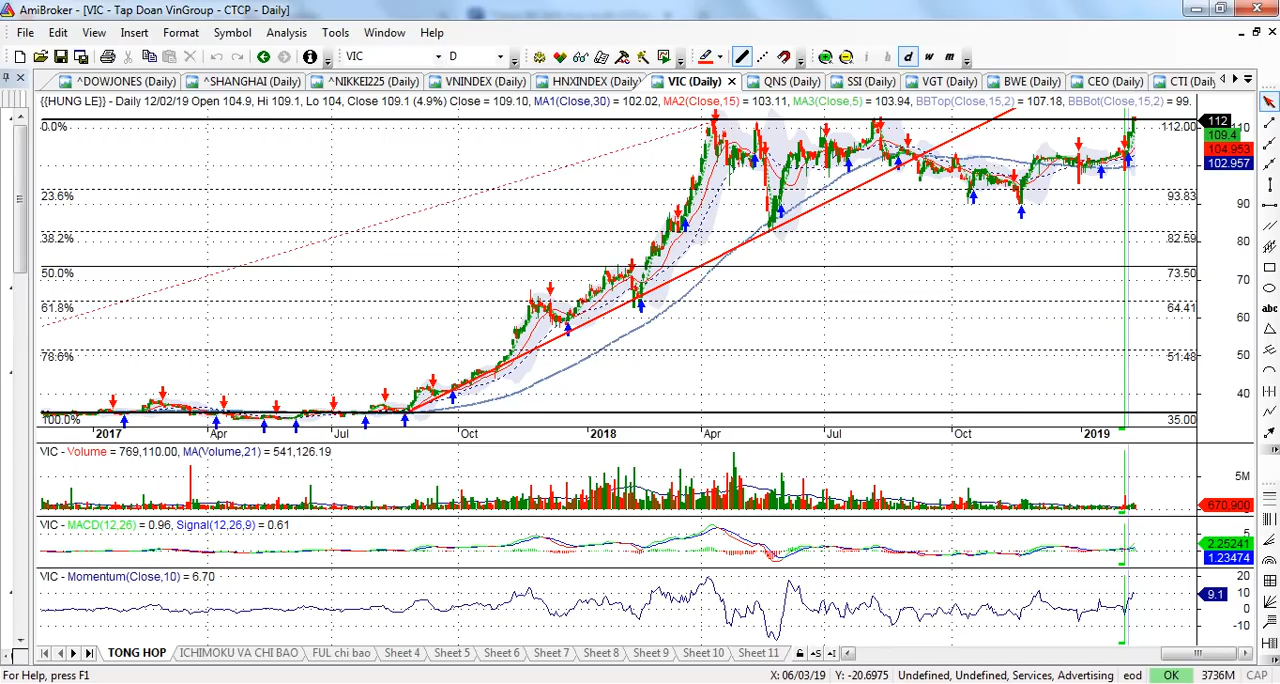 AmiBroker - [VIC - Tap Doan VinGroup - CTCP - Daily]
File Edit View Insert Format Symbol Analysis Tools Window Help
VIC D d w m
^DOWJONES (Daily) ^SHANGHAI (Daily) ^NIKKEI225 (Daily) VNINDEX (Daily) HNXINDEX (Daily) VIC (Daily) QNS (Daily) SSI (Daily) VGT (Daily) BVE (Daily) CEO (Daily) CTI (Daily)
{{HUNG LE}} - Daily 12/02/19 Open 104.9, Hi 109.1, Lo 104, Close 109.1 (4.9%) Close = 109.10, MA1(Close,30) = 102.02, MA2(Close,15) = 103.11, MA3(Close,5) = 103.94, BBTop(Close,15,2) = 107.18, BBBot(Close,15,2) = 99.
0.0% 112.00 112
110
109.4
104.953
102.957
23.6% 93.83 90
38.2% 82.59 80
50.0% 73.50 70
61.8% 64.41 60
78.6% 51.48 50
40
100.0% 35.00
2017 Apr Jul Oct 2018 Apr Jul Oct 2019
VIC - Volume = 769,110.00, MA(Volume,21) = 541,126.19
5M
670,900
VIC - MACD(12,26) = 0.96, Signal(12,26,9) = 0.61
5
2.25241
1.23474
VIC - Momentum(Close,10) = 6.70
20
10
9.1
0
-10
TONG HOP ICHIMOKU VA CHI BAO FUL chi bao Sheet 4 Sheet 5 Sheet 6 Sheet 7 Sheet 8 Sheet 9 Sheet 10 Sheet 11
For Help, press F1 X: 06/03/19 Y: -20.6975 Undefined, Undefined, Services, Advertising eod OK 3736M CAP
abc